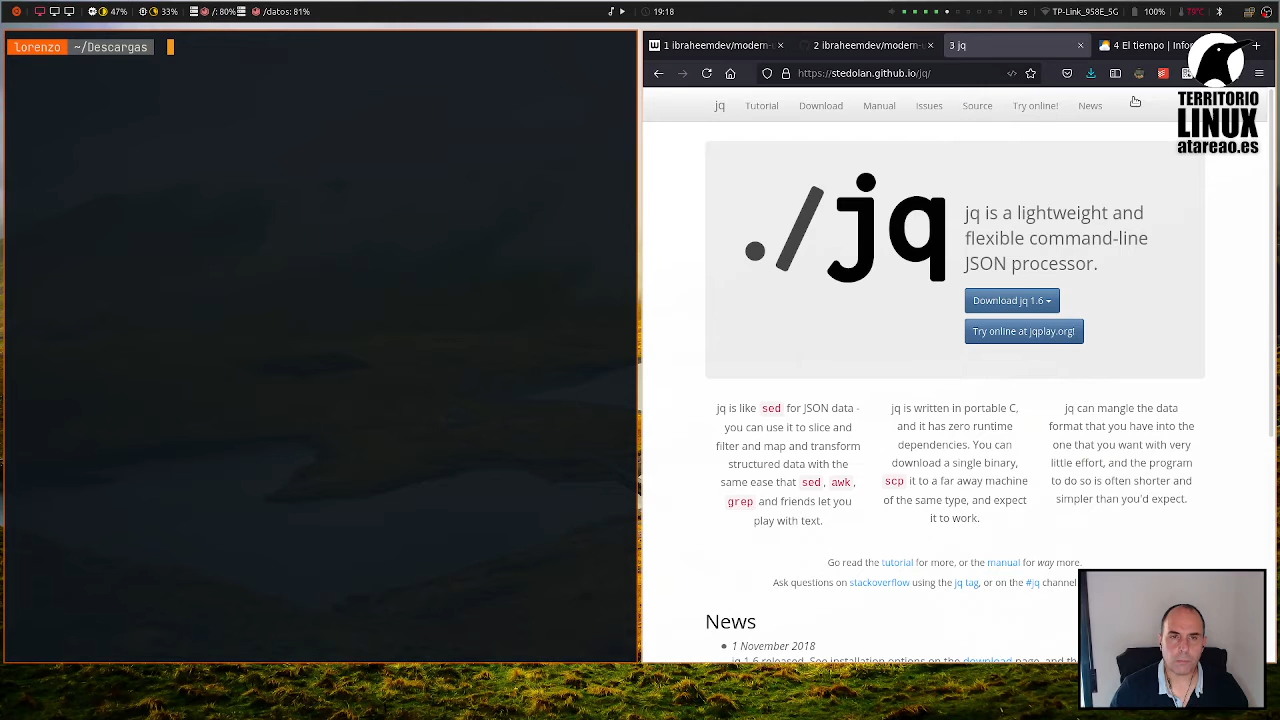 47% 33% /: 80% /datos: 81% 19:18 es TP-Link_958E_5G 100% 79°C
lorenzo ~/Descargas
1 ibraheemdev/modern-u
2 ibraheemdev/modern-u
3 jq
4 El tiempo | Info
https://stedolan.github.io/jq/
TERRITORIO
LINUX
atareao.es
jq Tutorial Download Manual Issues Source Try online! News
./jq
jq is a lightweight and
flexible command-line
JSON processor.
Download jq 1.6
Try online at jqplay.org!
jq is like sed for JSON data -
you can use it to slice and
filter and map and transform
structured data with the
same ease that sed, awk,
grep and friends let you
play with text.
jq is written in portable C,
and it has zero runtime
dependencies. You can
download a single binary,
scp it to a far away machine
of the same type, and expect
it to work.
jq can mangle the data
format that you have into the
one that you want with very
little effort, and the program
to do so is often shorter and
simpler than you'd expect.
Go read the tutorial for more, or the manual for way more.
Ask questions on stackoverflow using the jq tag, or on the #jq channel
News
1 November 2018
jq 1.6 released. See installation options on the download page, and the